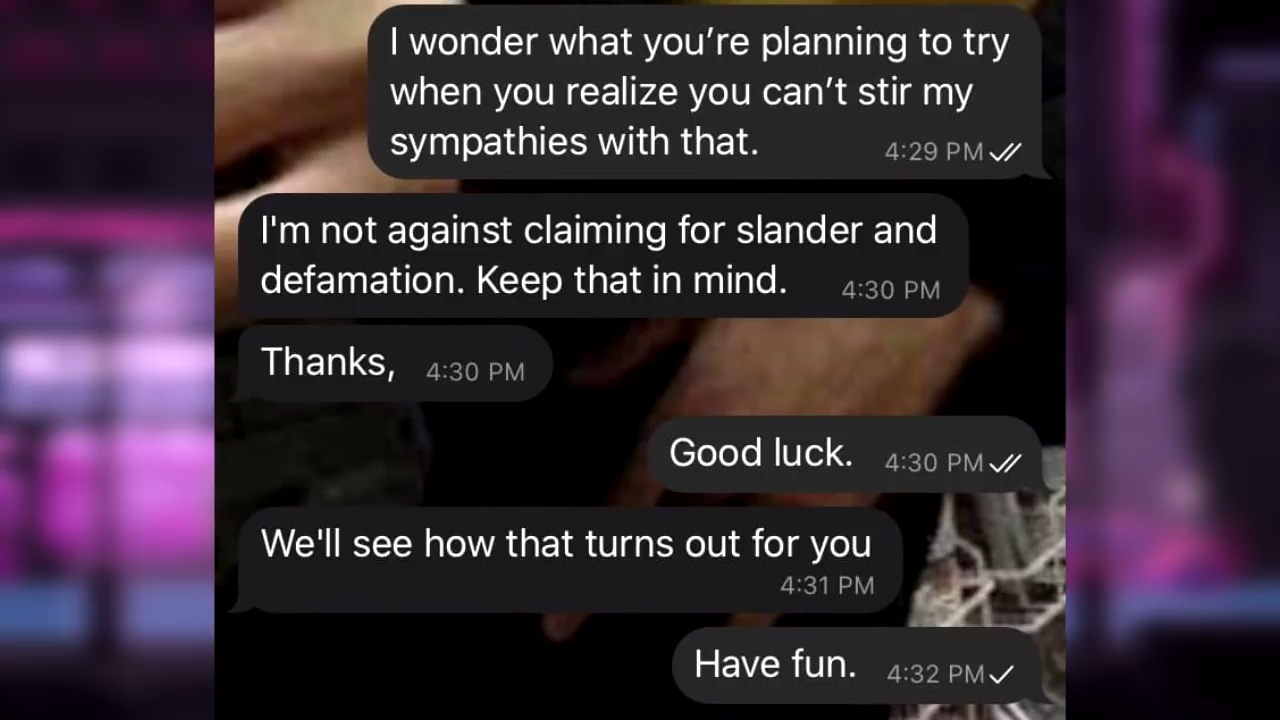 I wonder what you’re planning to try
when you realize you can’t stir my
sympathies with that.
4:29 PM
I'm not against claiming for slander and
defamation. Keep that in mind.
4:30 PM
Thanks,
4:30 PM
Good luck.
4:30 PM
We'll see how that turns out for you
4:31 PM
Have fun.
4:32 PM